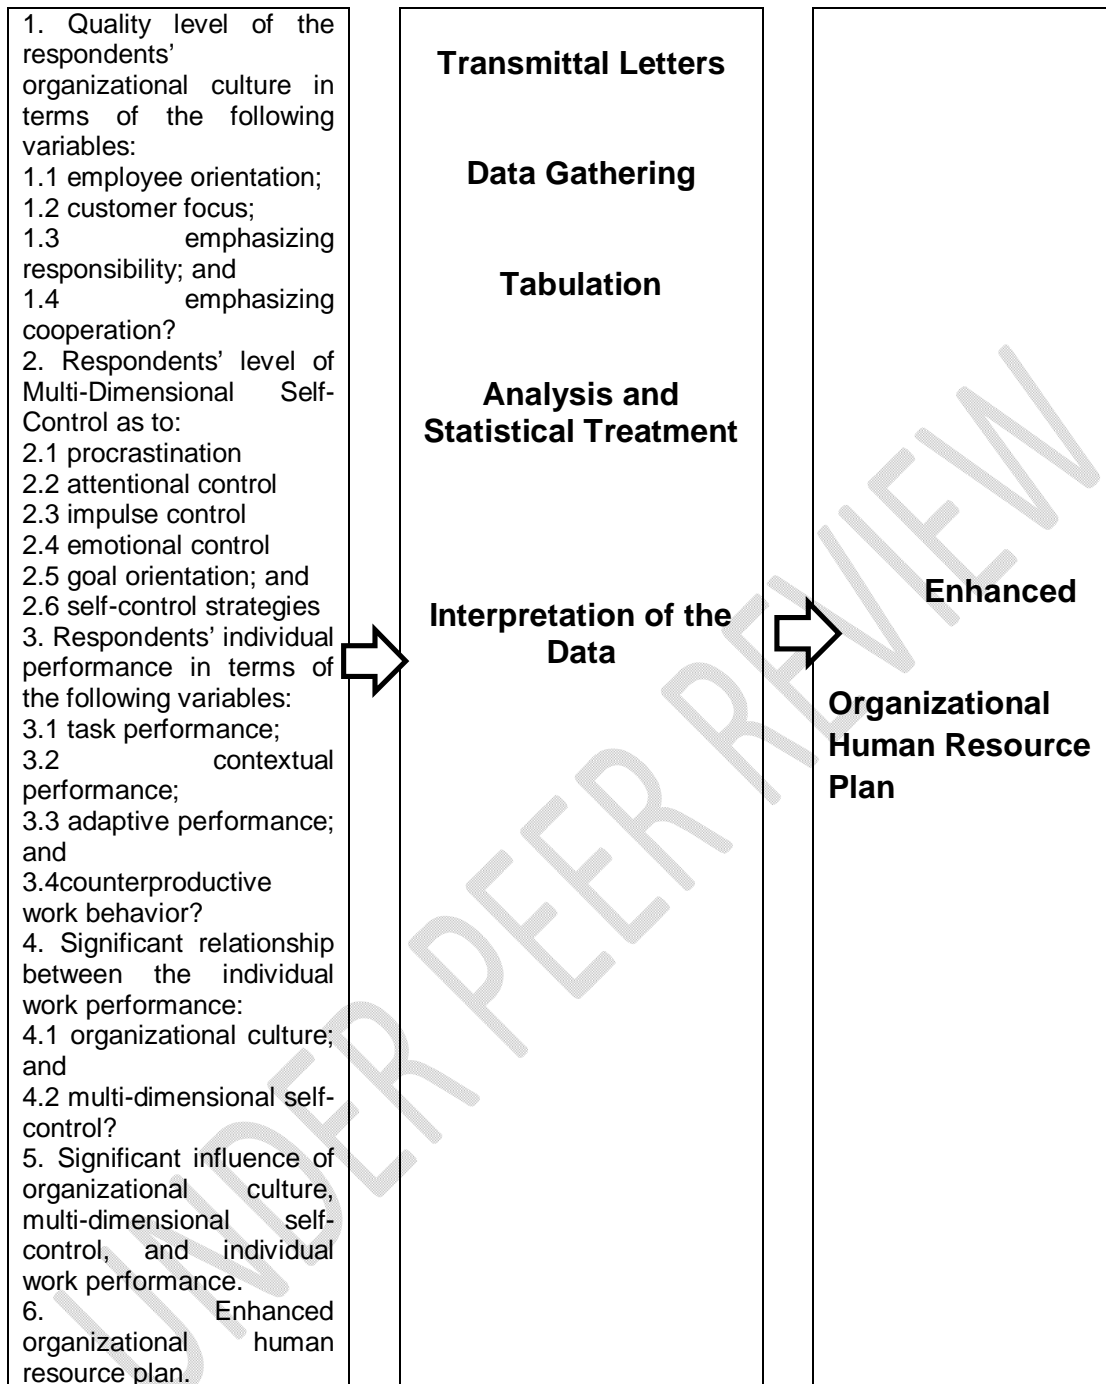 1. Quality level of the
respondents’
organizational culture in
terms of the following
variables:
1.1 employee orientation;
1.2 customer focus;
1.3 emphasizing
responsibility; and
1.4 emphasizing
cooperation?
2. Respondents’ level of
Multi-Dimensional Self-
Control as to:
2.1 procrastination
2.2 attentional control
2.3 impulse control
2.4 emotional control
2.5 goal orientation; and
2.6 self-control strategies
3. Respondents’ individual
performance in terms of
the following variables:
3.1 task performance;
3.2 contextual
performance;
3.3 adaptive performance;
and
3.4counterproductive
work behavior?
4. Significant relationship
between the individual
work performance:
4.1 organizational culture;
and
4.2 multi-dimensional self-
control?
5. Significant influence of
organizational culture,
multi-dimensional self-
control, and individual
work performance.
6. Enhanced
organizational human
resource plan.
Transmittal Letters
Data Gathering
Tabulation
Analysis and
Statistical Treatment
Interpretation of the
Data
Enhanced
Organizational
Human Resource
Plan
UNDER PEER REVIEW